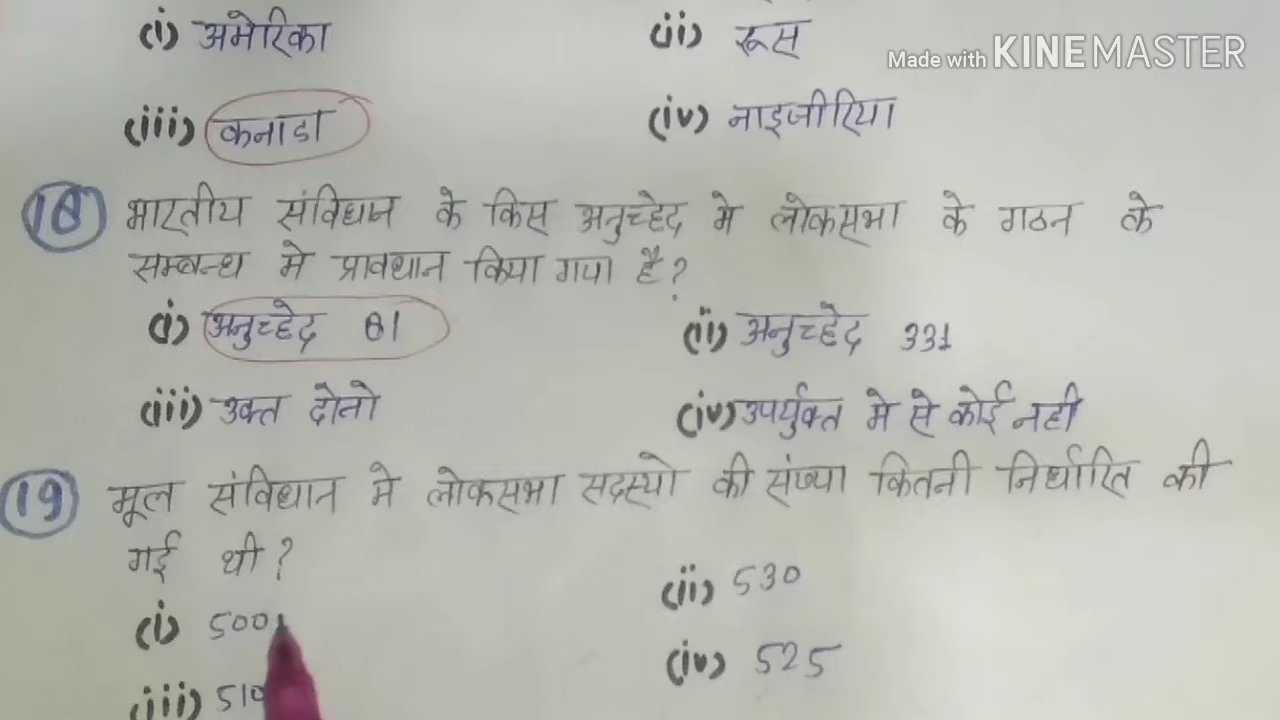 (i) अमेरिका (ii) रूस
Made with KINEMASTER
(iii) कनाडा (iv) नाइजीरिया
18 भारतीय संविधान के किस अनुच्छेद मे लोकसभा के गठन के
सम्बन्ध मे प्रावधान किया गया है?
(i) अनुच्छेद 81 (ii) अनुच्छेद 331
(iii) उक्त दोनो (iv) उपर्युक्त मे से कोई नही
19 मूल संविधान मे लोकसभा सदस्यो की संख्या कितनी निर्धारित की
गई थी?
(i) 500 (ii) 530
(iii) 510 (iv) 525